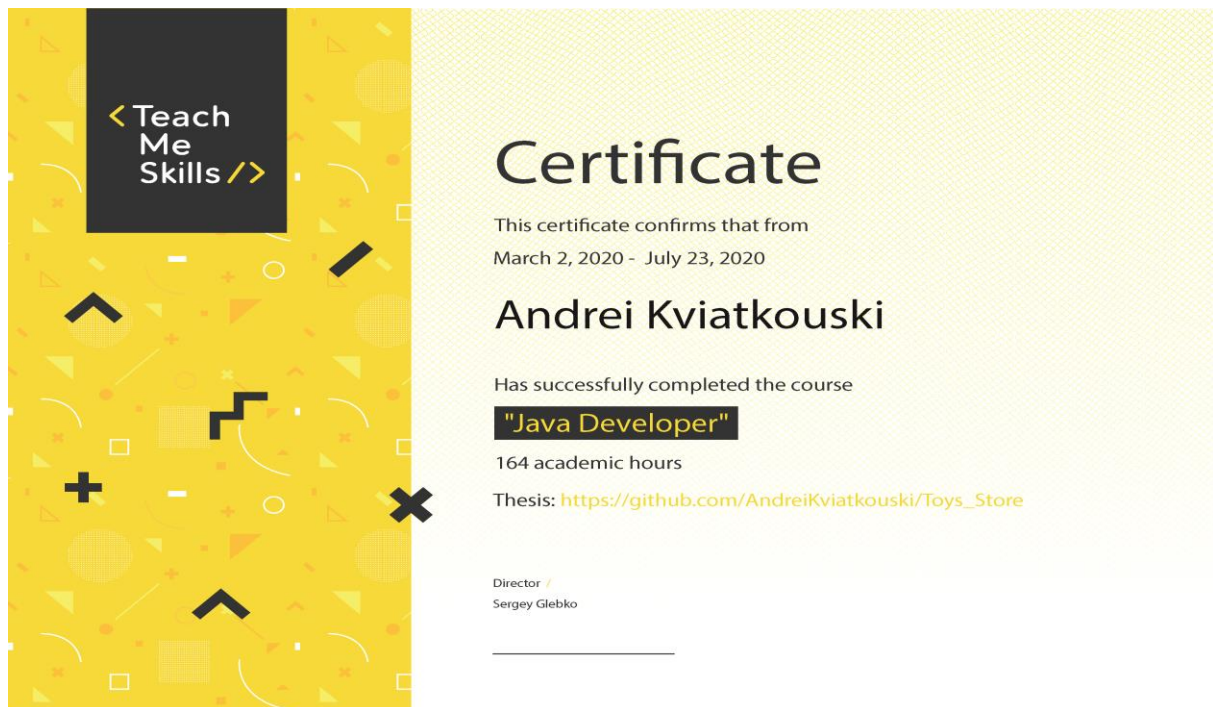 < Teach
Me
Skills />
Certificate
This certificate confirms that from
March 2, 2020 - July 23, 2020
Andrei Kviatkouski
Has successfully completed the course
"Java Developer"
164 academic hours
Thesis: https://github.com/AndreiKviatkouski/Toys_Store
Director /
Sergey Glebko